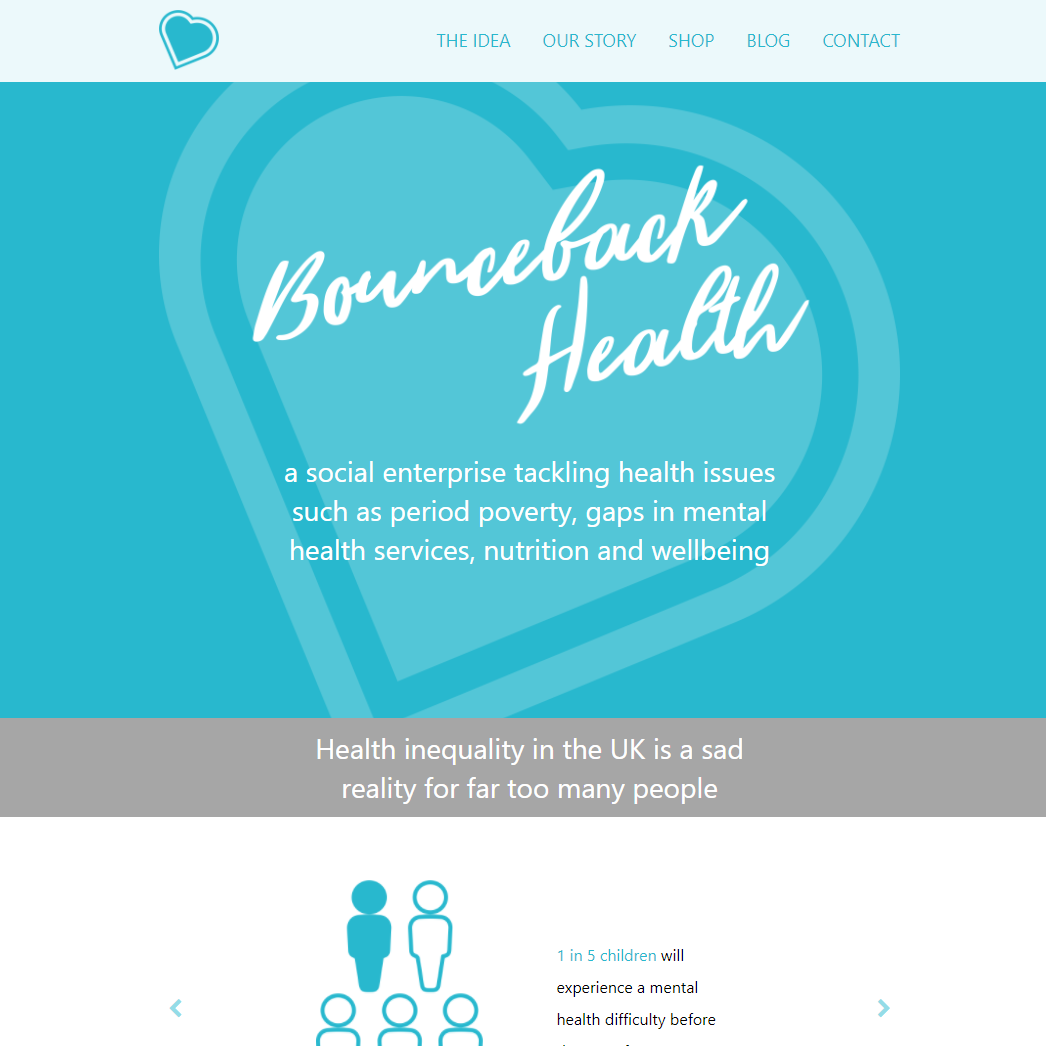 THE IDEA OUR STORY SHOP BLOG CONTACT
Bounceback
Health
a social enterprise tackling health issues
such as period poverty, gaps in mental
health services, nutrition and wellbeing
Health inequality in the UK is a sad
reality for far too many people
1 in 5 children will
experience a mental
health difficulty before